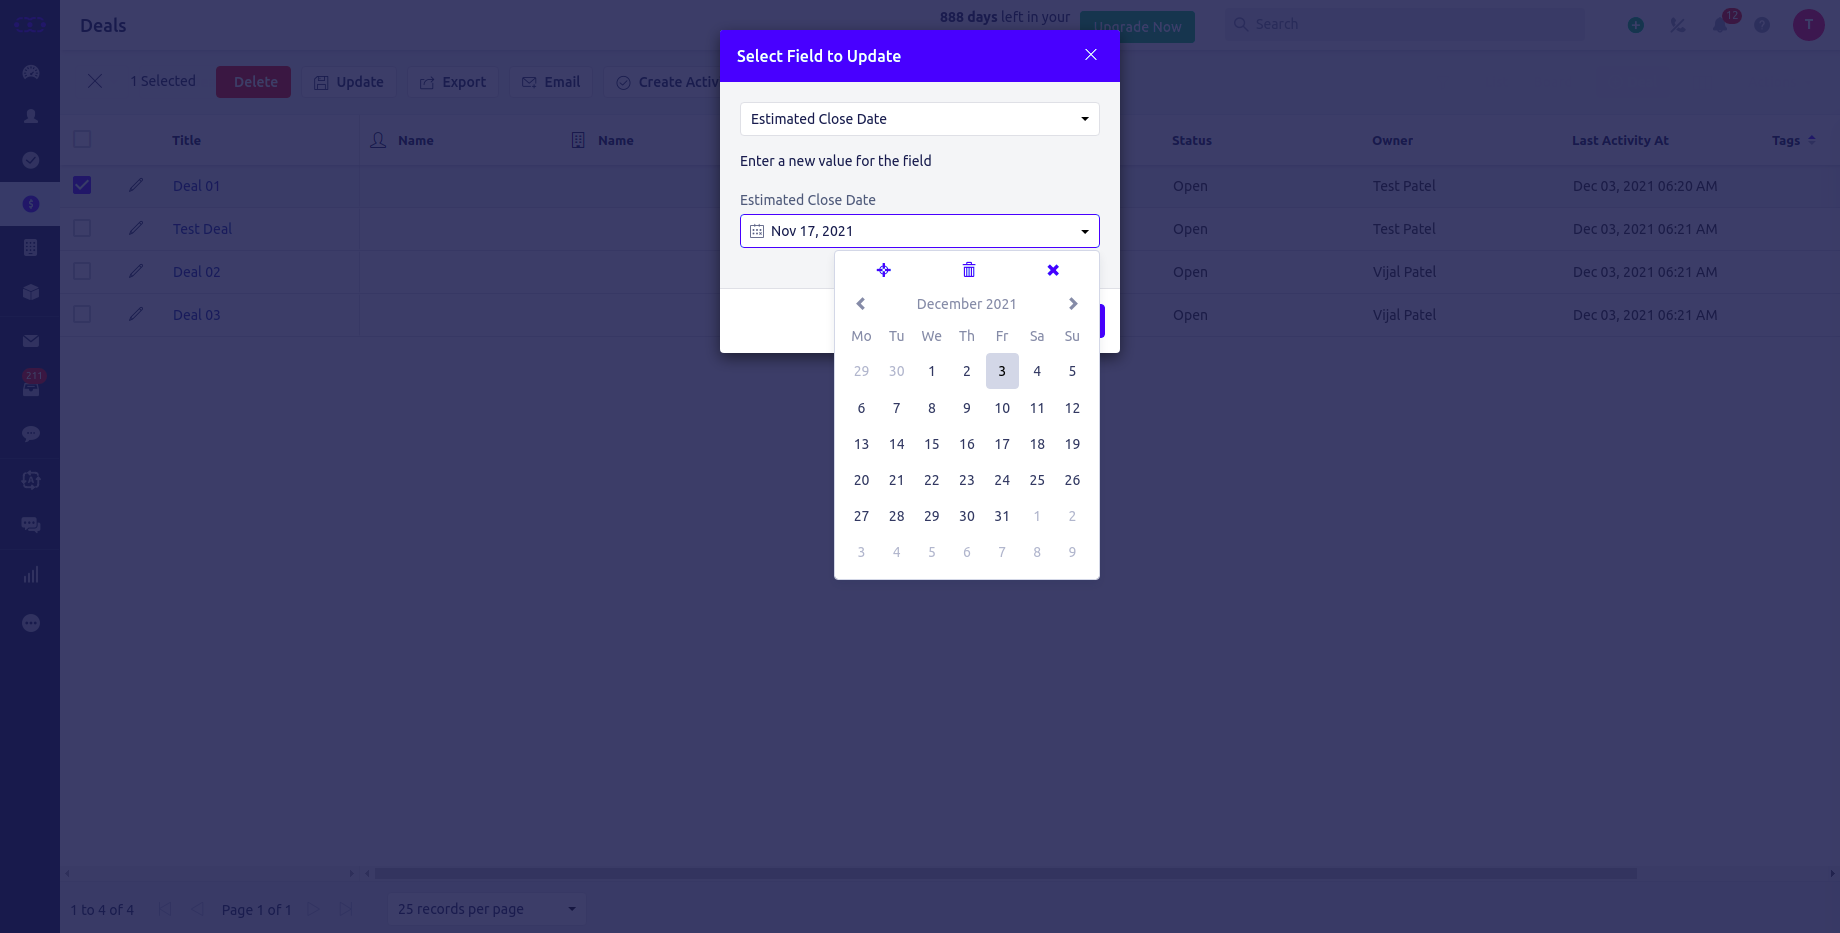 Deals
888 days left in your
Upgrade Now
Search
12
?
T
1 Selected
Delete
Update
Export
Email
Create Activ
Select Field to Update
Estimated Close Date
Enter a new value for the field
Estimated Close Date
Nov 17, 2021
December 2021
Mo Tu We Th Fr Sa Su
29 30 1 2 3 4 5
6 7 8 9 10 11 12
13 14 15 16 17 18 19
20 21 22 23 24 25 26
27 28 29 30 31 1 2
3 4 5 6 7 8 9
Title Name Name Status Owner Last Activity At Tags
Deal 01 Open Test Patel Dec 03, 2021 06:20 AM
Test Deal Open Test Patel Dec 03, 2021 06:21 AM
Deal 02 Open Vijal Patel Dec 03, 2021 06:21 AM
Deal 03 Open Vijal Patel Dec 03, 2021 06:21 AM
211
1 to 4 of 4
Page 1 of 1
25 records per page